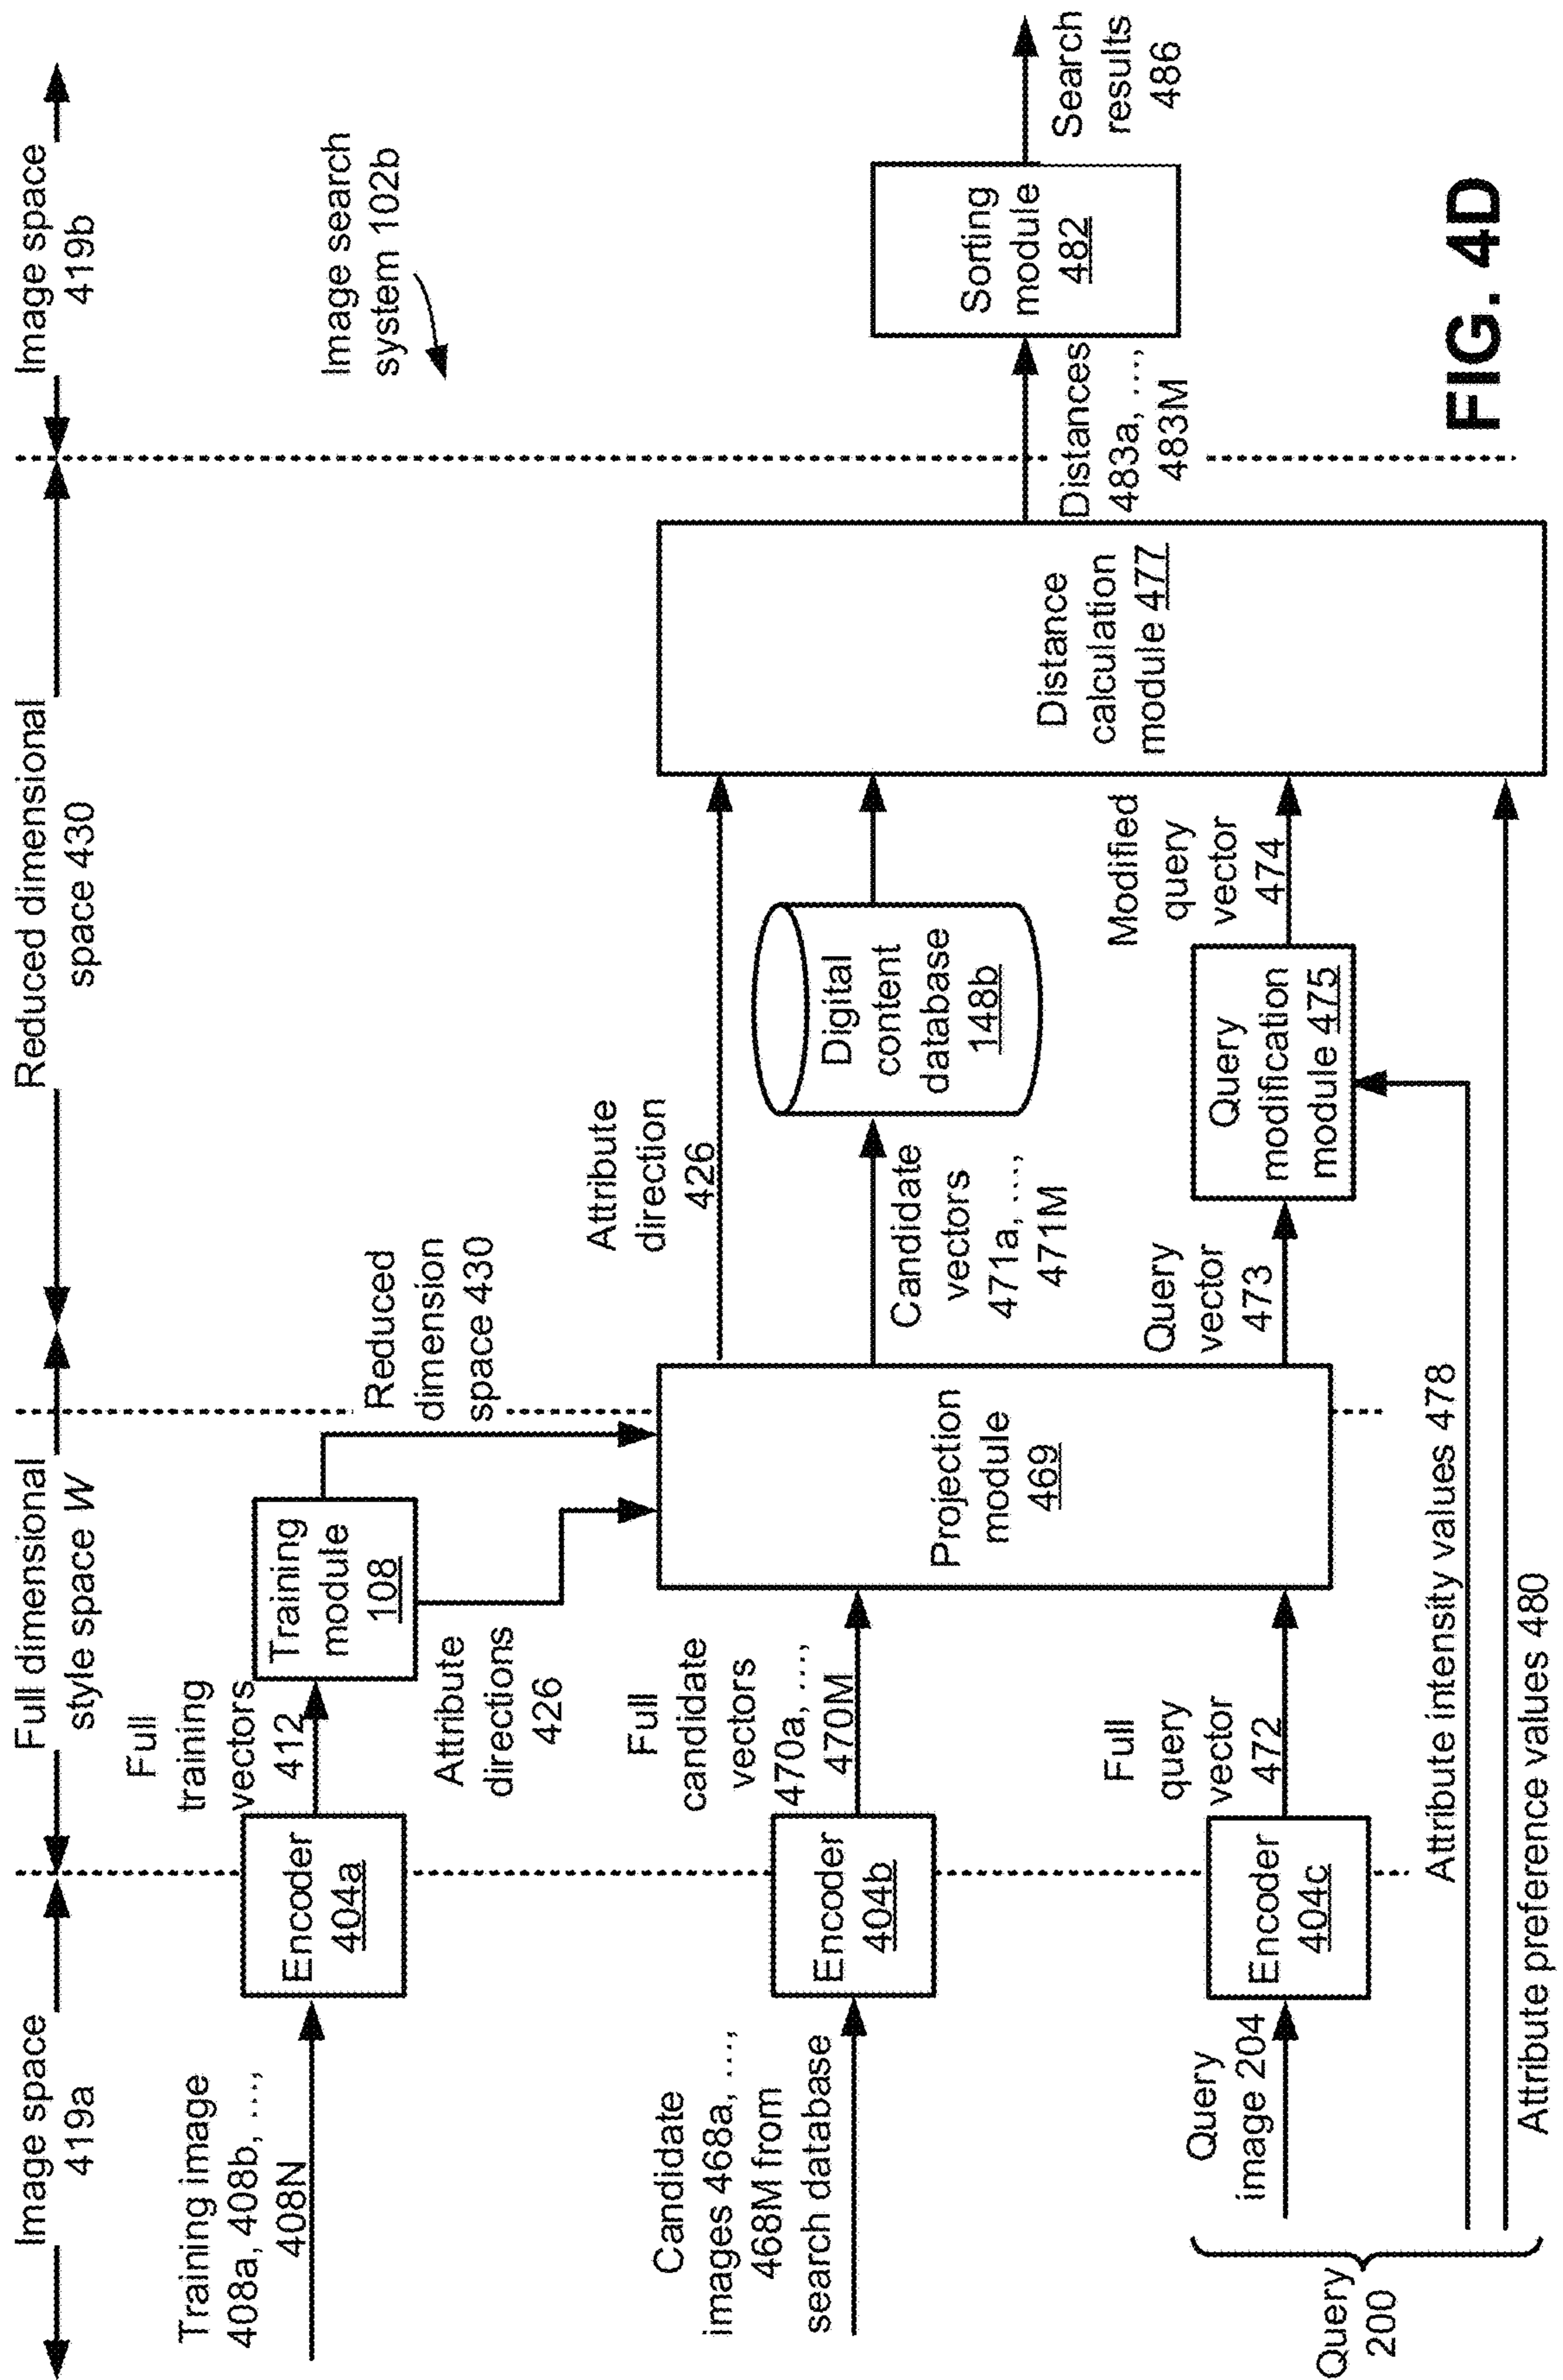 Image space
419a
Full dimensional
style space W
Reduced dimensional
space 430
Image space
419b
Image search
system 102b
Training image
408a, 408b, ...,
408N
Encoder
404a
Full
training
vectors
412
Training
module
108
Attribute
directions
426
Reduced
dimension
space 430
Candidate
images 468a, ...,
468M from
search database
Encoder
404b
Full
candidate
vectors
470a, ...,
470M
Projection
module
469
Attribute
direction
426
Candidate
vectors
471a, ...,
471M
Digital
content
database
148b
Query
200
Query
image 204
Encoder
404c
Full
query
vector
472
Query
vector
473
Query
modification
module 475
Modified
query
vector
474
Attribute intensity values 478
Attribute preference values 480
Distance
calculation
module 477
Distances
483a, ...,
483M
Sorting
module
482
Search
results
486
FIG. 4D